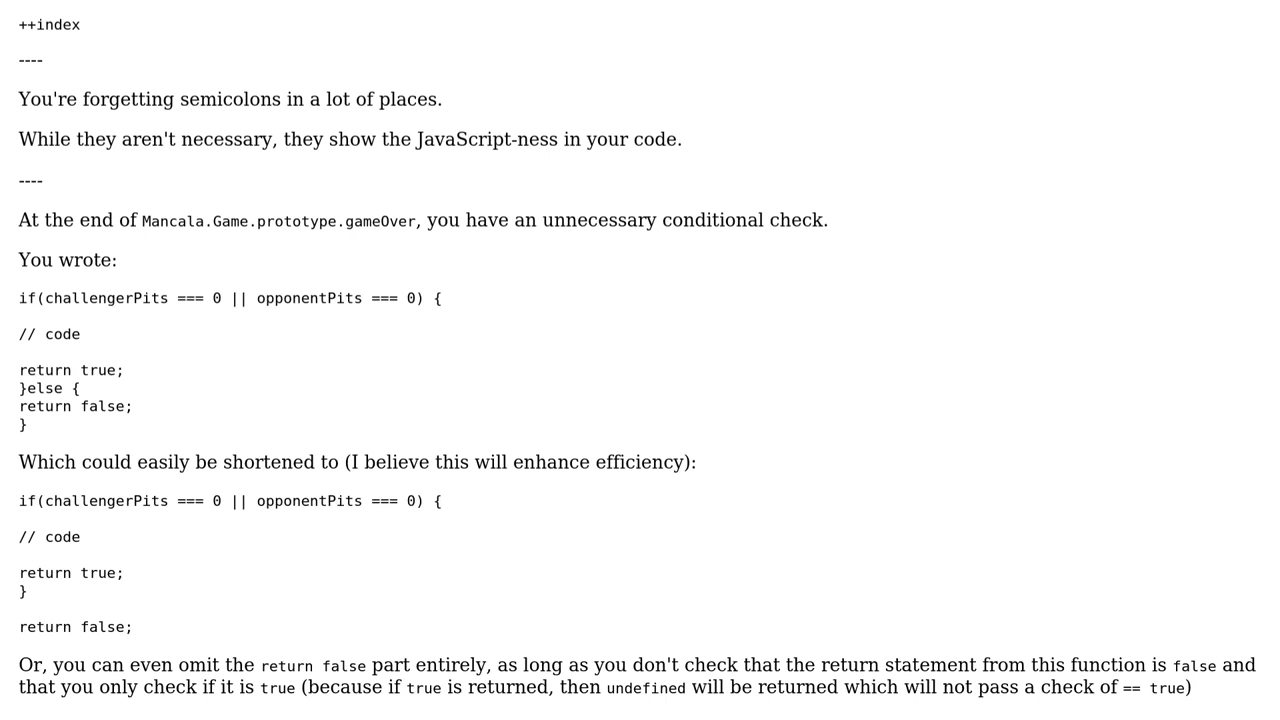 ++index
----
You're forgetting semicolons in a lot of places.
While they aren't necessary, they show the JavaScript-ness in your code.
----
At the end of Mancala.Game.prototype.gameOver, you have an unnecessary conditional check.
You wrote:
if(challengerPits === 0 || opponentPits === 0) {
// code
return true;
}else {
return false;
}
Which could easily be shortened to (I believe this will enhance efficiency):
if(challengerPits === 0 || opponentPits === 0) {
// code
return true;
}
return false;
Or, you can even omit the return false part entirely, as long as you don't check that the return statement from this function is false and
that you only check if it is true (because if true is returned, then undefined will be returned which will not pass a check of == true)